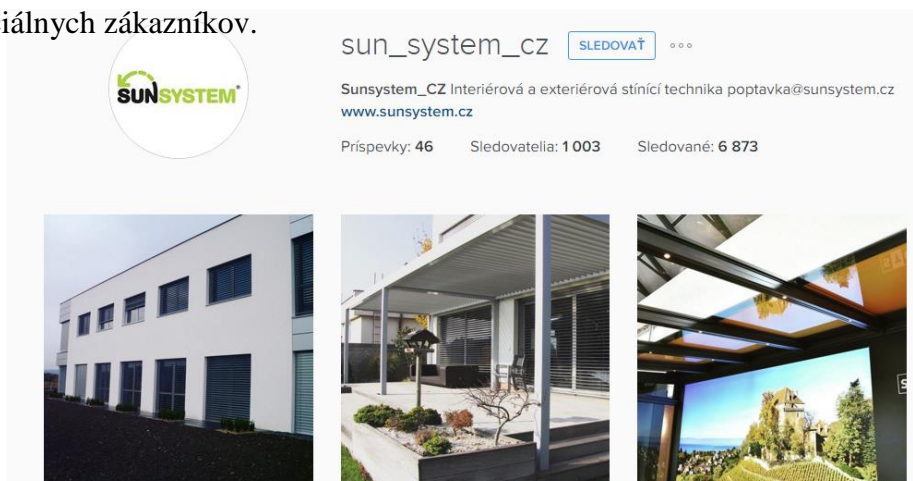 iálnych zákazníkov.
sun_system_cz SLEDOVAŤ
SUNSYSTEM®
Sunsystem_CZ Interiérová a exteriérová stínící technika poptavka@sunsystem.cz
www.sunsystem.cz
Príspevky: 46 Sledovatelia: 1 003 Sledované: 6 873